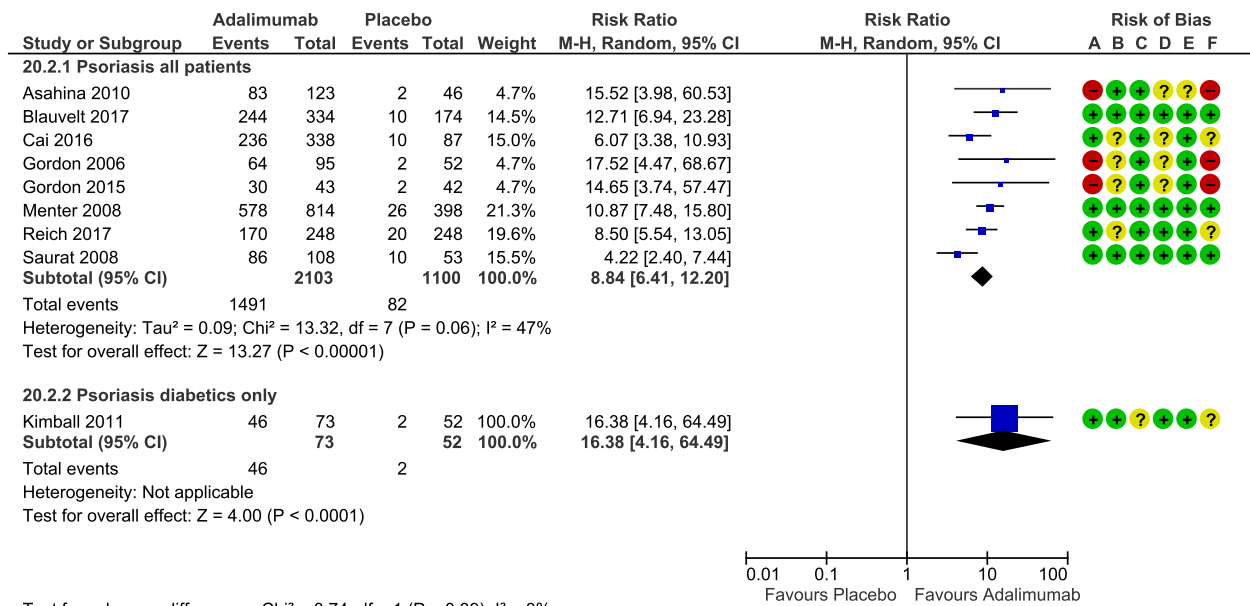 Adalimumab Placebo Risk Ratio Risk Ratio Risk of Bias
Study or Subgroup Events Total Events Total Weight M-H, Random, 95% CI M-H, Random, 95% CI A B C D E F
20.2.1 Psoriasis all patients
Asahina 2010 83 123 2 46 4.7% 15.52 [3.98, 60.53] - + + ? ? -
Blauvelt 2017 244 334 10 174 14.5% 12.71 [6.94, 23.28] + + + + + +
Cai 2016 236 338 10 87 15.0% 6.07 [3.38, 10.93] + ? + ? + ?
Gordon 2006 64 95 2 52 4.7% 17.52 [4.47, 68.67] - ? + ? + -
Gordon 2015 30 43 2 42 4.7% 14.65 [3.74, 57.47] - ? + ? + -
Menter 2008 578 814 26 398 21.3% 10.87 [7.48, 15.80] + + + + + +
Reich 2017 170 248 20 248 19.6% 8.50 [5.54, 13.05] + ? + + + ?
Saurat 2008 86 108 10 53 15.5% 4.22 [2.40, 7.44] + + + + + +
Subtotal (95% CI) 2103 1100 100.0% 8.84 [6.41, 12.20]
Total events 1491 82
Heterogeneity: Tau² = 0.09; Chi² = 13.32, df = 7 (P = 0.06); I² = 47%
Test for overall effect: Z = 13.27 (P < 0.00001)
20.2.2 Psoriasis diabetics only
Kimball 2011 46 73 2 52 100.0% 16.38 [4.16, 64.49] + + ? + + ?
Subtotal (95% CI) 73 52 100.0% 16.38 [4.16, 64.49]
Total events 46 2
Heterogeneity: Not applicable
Test for overall effect: Z = 4.00 (P < 0.0001)
0.01 0.1 1 10 100
Favours Placebo Favours Adalimumab